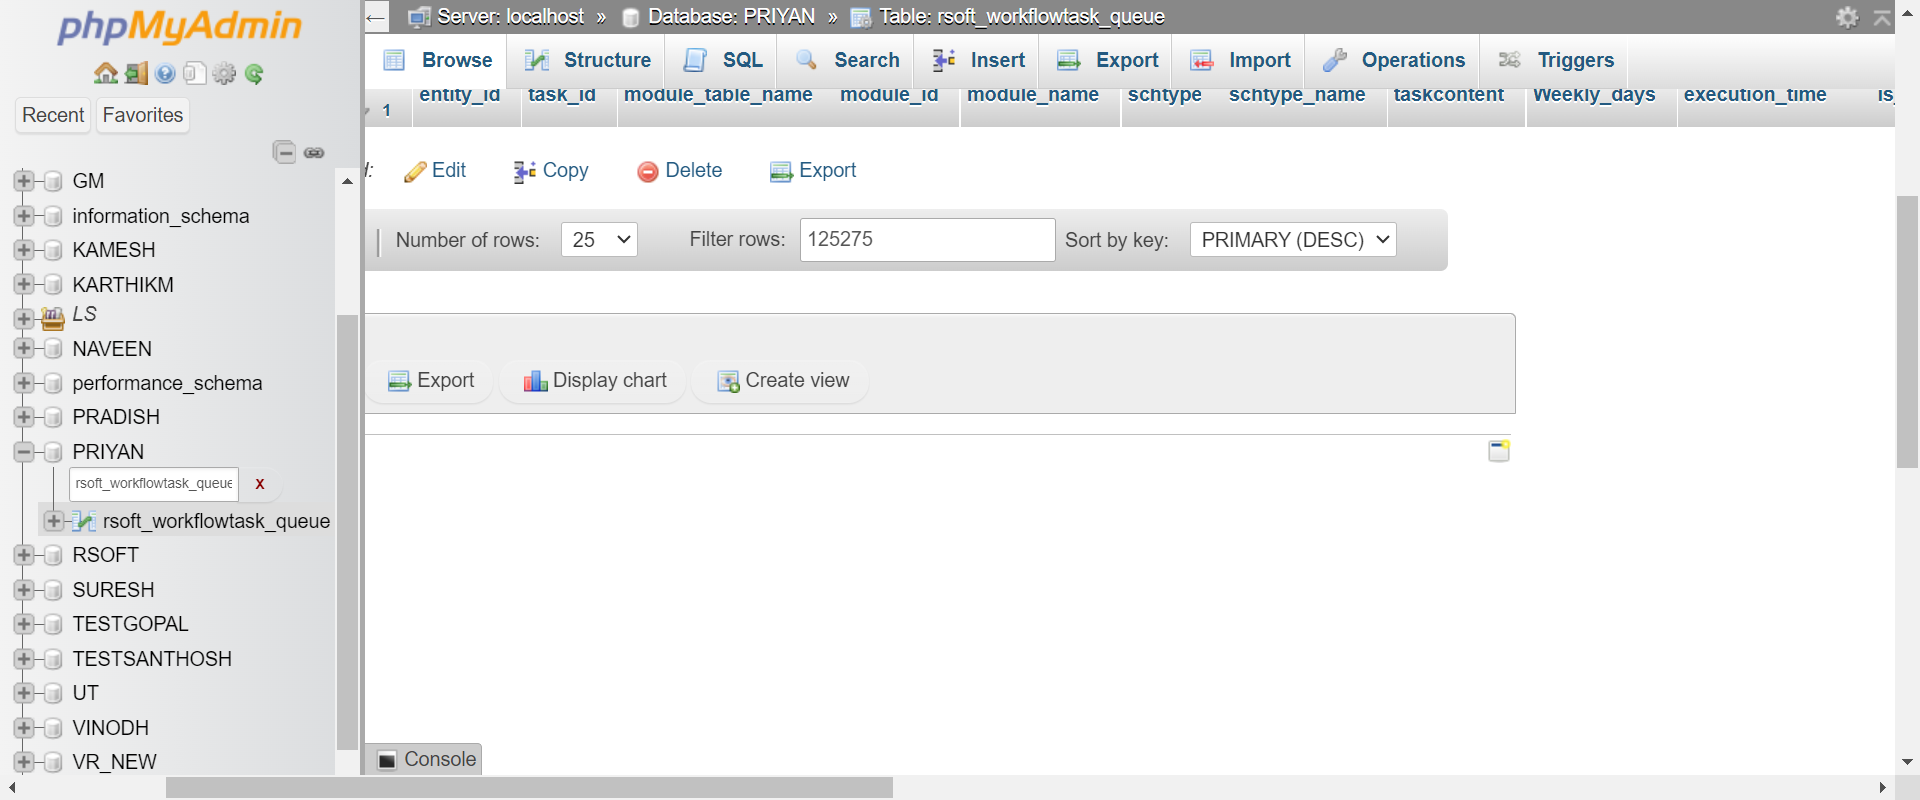 phpMyAdmin
Recent
Favorites
GM
information_schema
KAMESH
KARTHIKM
LS
NAVEEN
performance_schema
PRADISH
PRIYAN
rsoft_workflowtask_queue
x
rsoft_workflowtask_queue
RSOFT
SURESH
TESTGOPAL
TESTSANTHOSH
UT
VINODH
VR_NEW
← Server: localhost » Database: PRIYAN » Table: rsoft_workflowtask_queue
Browse Structure SQL Search Insert Export Import Operations Triggers
1 entity_id task_id module_table_name module_id module_name schtype schtype_name taskcontent Weekly_days execution_time is_
d: Edit Copy Delete Export
Number of rows: 25 Filter rows: 125275 Sort by key: PRIMARY (DESC)
Export Display chart Create view
Console